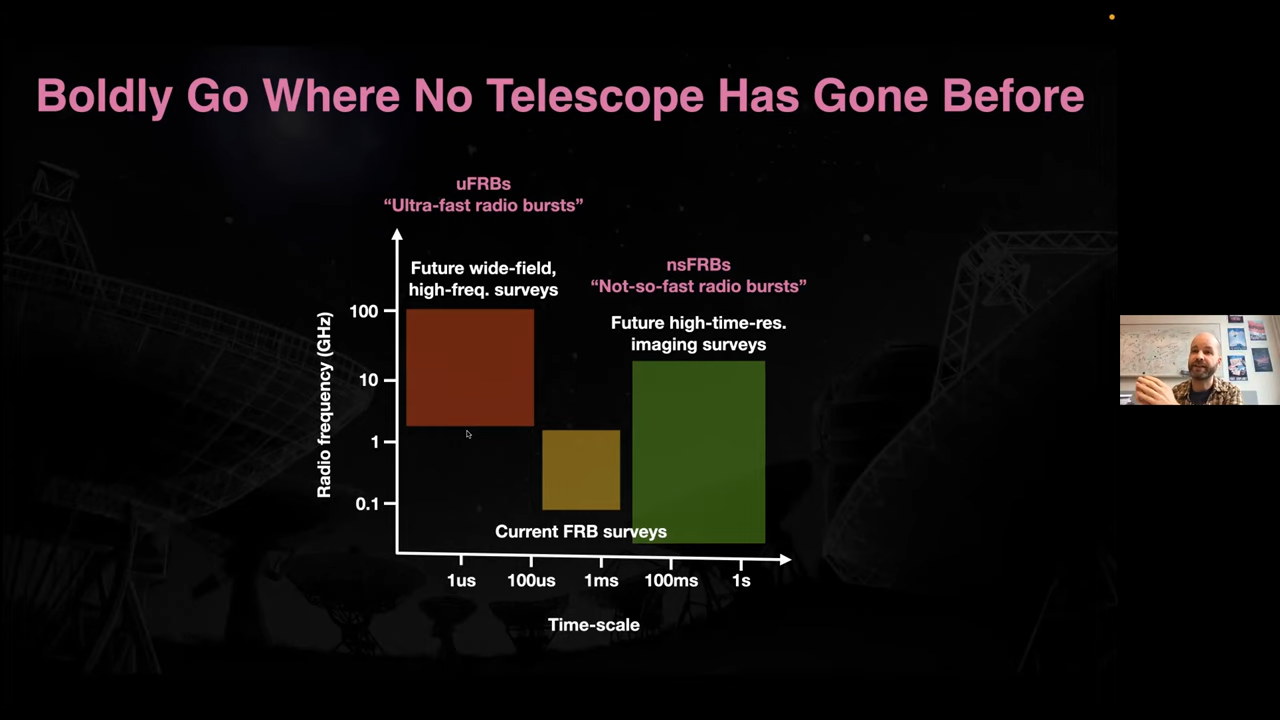 Boldly Go Where No Telescope Has Gone Before
uFRBs
“Ultra-fast radio bursts”
Future wide-field,
high-freq. surveys
nsFRBs
“Not-so-fast radio bursts”
Future high-time-res.
imaging surveys
Radio frequency (GHz)
100
10
1
0.1
Current FRB surveys
1us
100us
1ms
100ms
1s
Time-scale